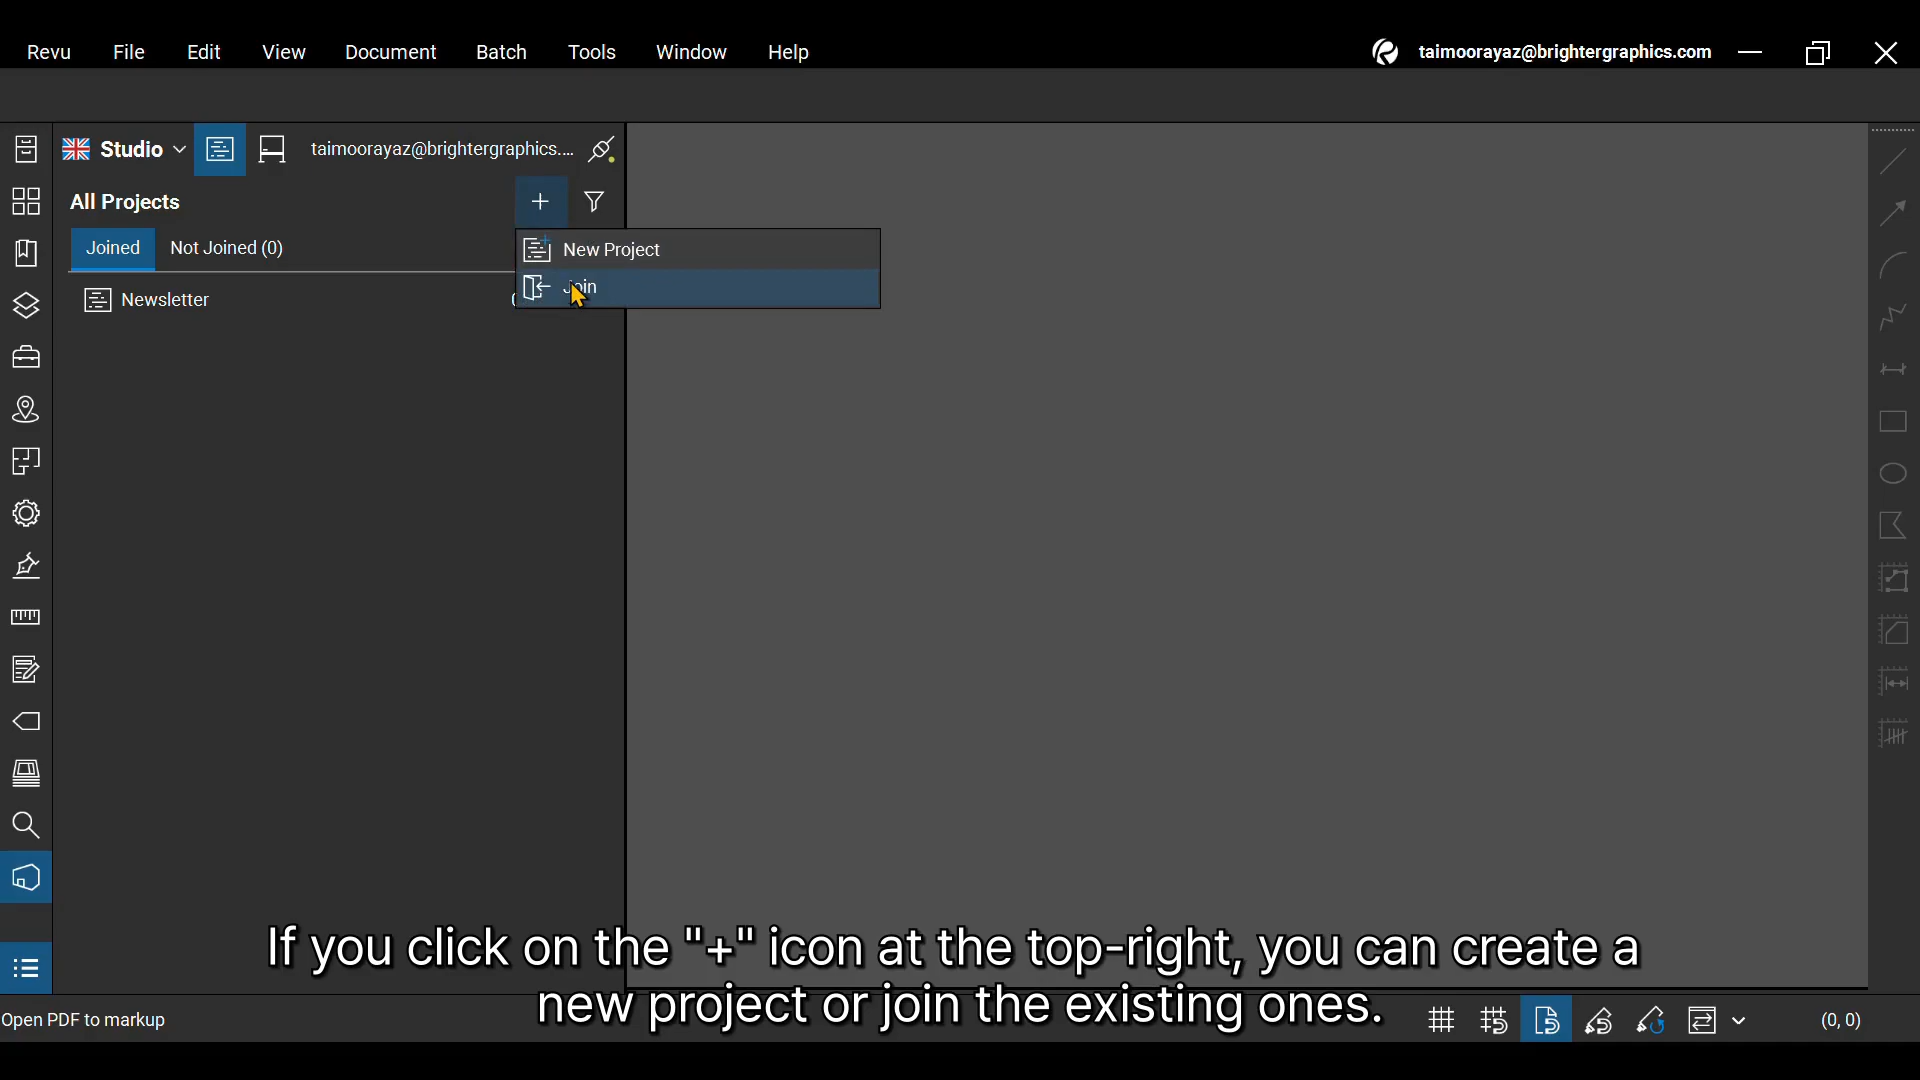 Revu File Edit View Document Batch Tools Window Help taimoorayaz@brightergraphics.com
Studio taimoorayaz@brightergraphics....
All Projects
Joined Not Joined (0)
New Project
Join
Newsletter
If you click on the "+" icon at the top-right, you can create a
new project or join the existing ones.
Open PDF to markup (0, 0)